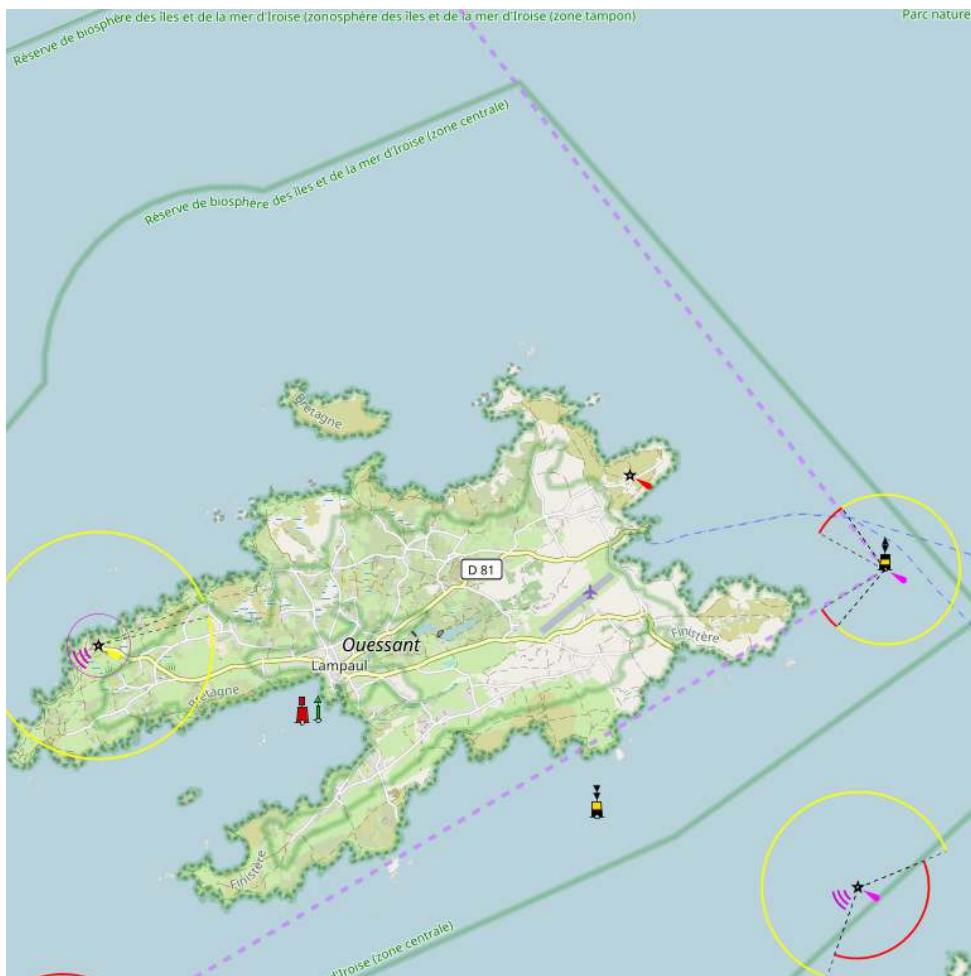 Réserve de biosphère des îles et de la mer d'Iroise (zonosphère des îles et de la mer d'Iroise (zone tampon)
Parc nature
Réserve de biosphère des îles et de la mer d'Iroise (zone centrale)
Bretagne
D 81
Ouessant
Lampaul
Finistère
Bretagne
Finistère
d'Iroise (zone centrale)